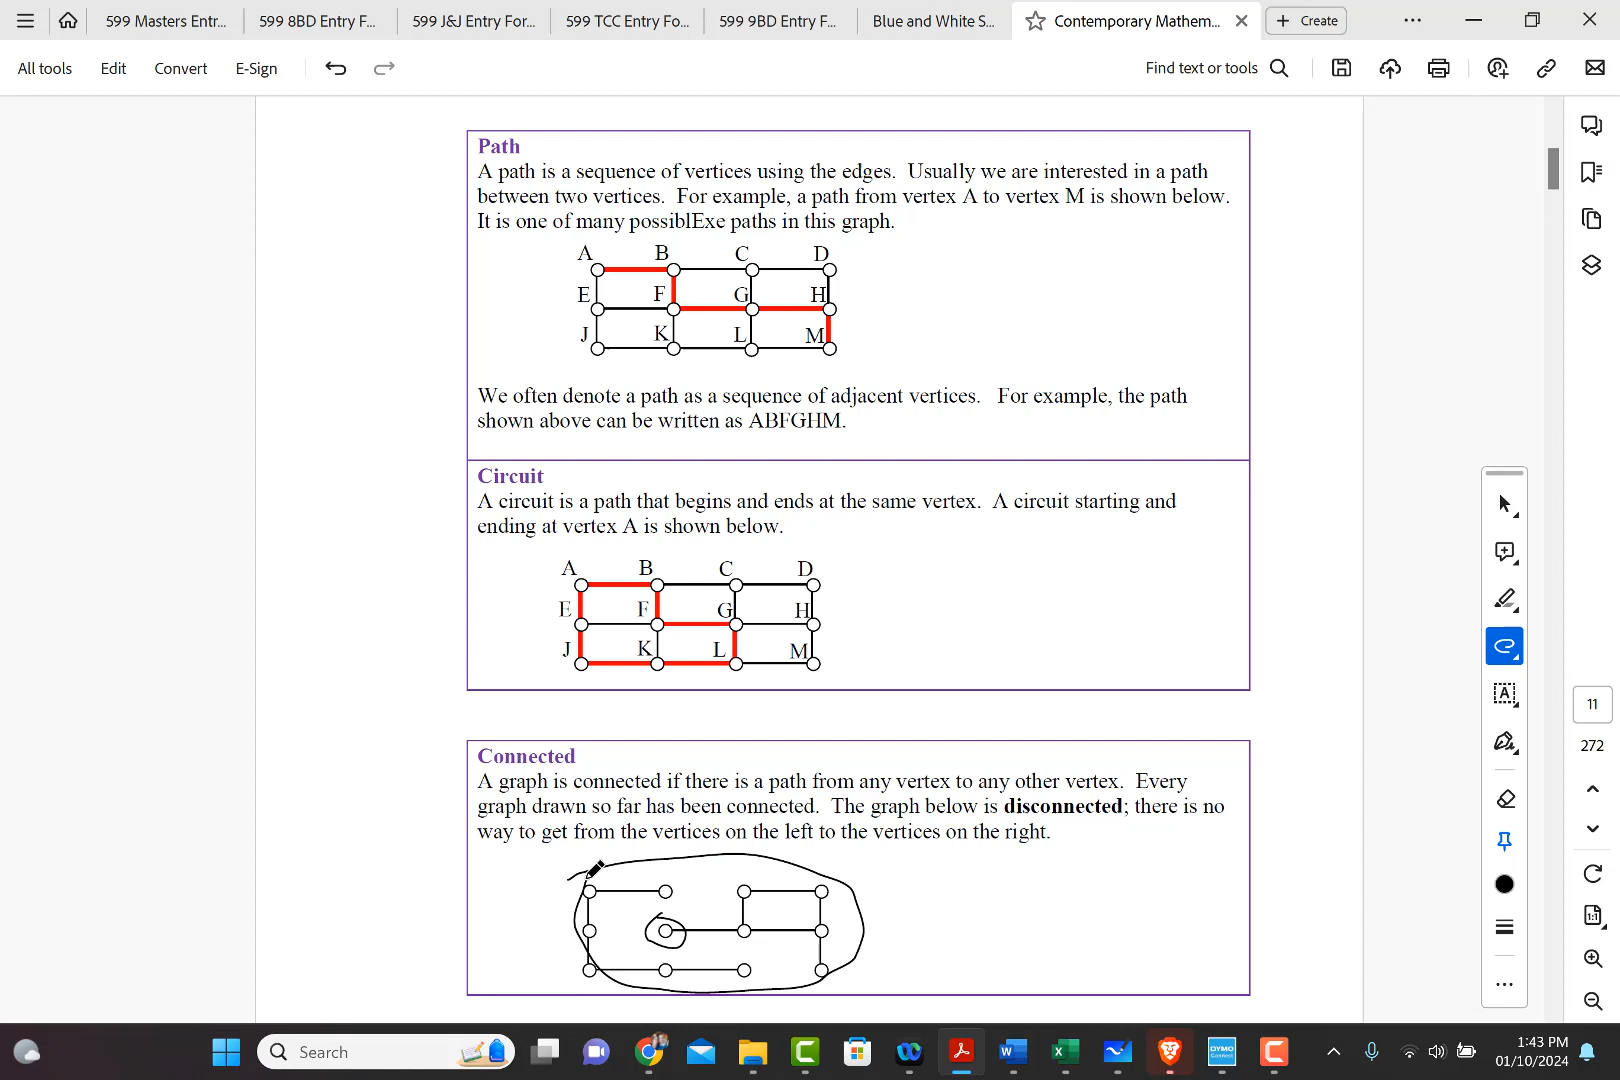 599 Masters Entr...
599 8BD Entry F...
599 J&J Entry For...
599 TCC Entry Fo...
599 9BD Entry F...
Blue and White S...
Contemporary Mathem...
Create
All tools
Edit
Convert
E-Sign
Find text or tools
Path
A path is a sequence of vertices using the edges. Usually we are interested in a path
between two vertices. For example, a path from vertex A to vertex M is shown below.
It is one of many possiblExe paths in this graph.
A B C D
E F G H
J K L M
We often denote a path as a sequence of adjacent vertices. For example, the path
shown above can be written as ABFGHM.
Circuit
A circuit is a path that begins and ends at the same vertex. A circuit starting and
ending at vertex A is shown below.
A B C D
E F G H
J K L M
Connected
A graph is connected if there is a path from any vertex to any other vertex. Every
graph drawn so far has been connected. The graph below is disconnected; there is no
way to get from the vertices on the left to the vertices on the right.
A
11
272
1:1
Search
DYMO
Connect
1:43 PM
01/10/2024